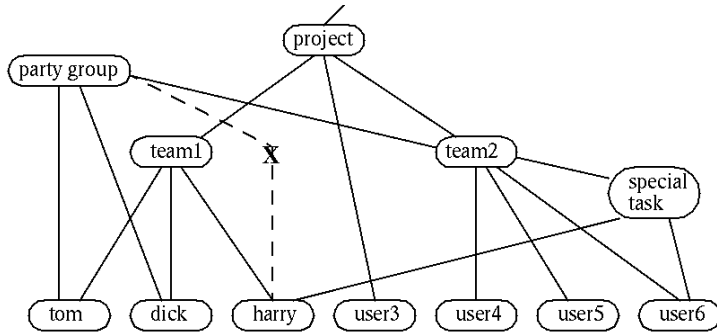 project
party group
team1
X
team2
special
task
tom
dick
harry
user3
user4
user5
user6